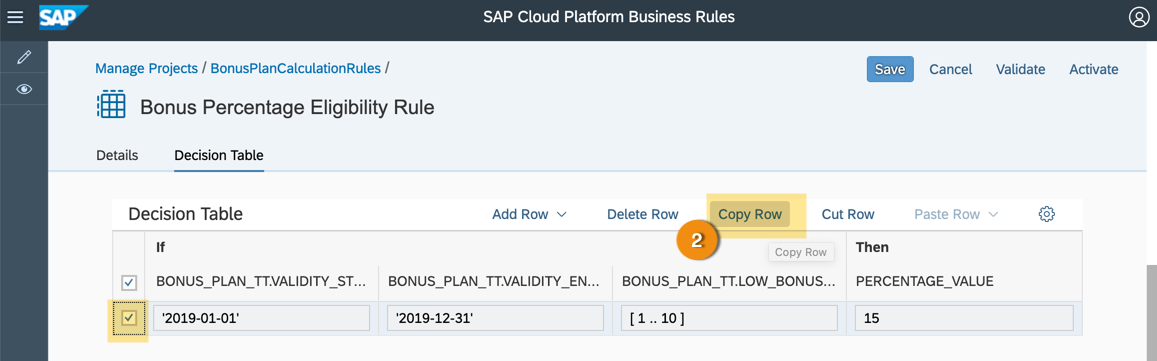 SAP SAP Cloud Platform Business Rules
Manage Projects / BonusPlanCalculationRules / Save Cancel Validate Activate
Bonus Percentage Eligibility Rule
Details Decision Table
Decision Table Add Row Delete Row Copy Row Cut Row Paste Row
2
Copy Row
If Then
BONUS_PLAN_TT.VALIDITY_ST... BONUS_PLAN_TT.VALIDITY_EN... BONUS_PLAN_TT.LOW_BONUS... PERCENTAGE_VALUE
'2019-01-01' '2019-12-31' [ 1 .. 10 ] 15